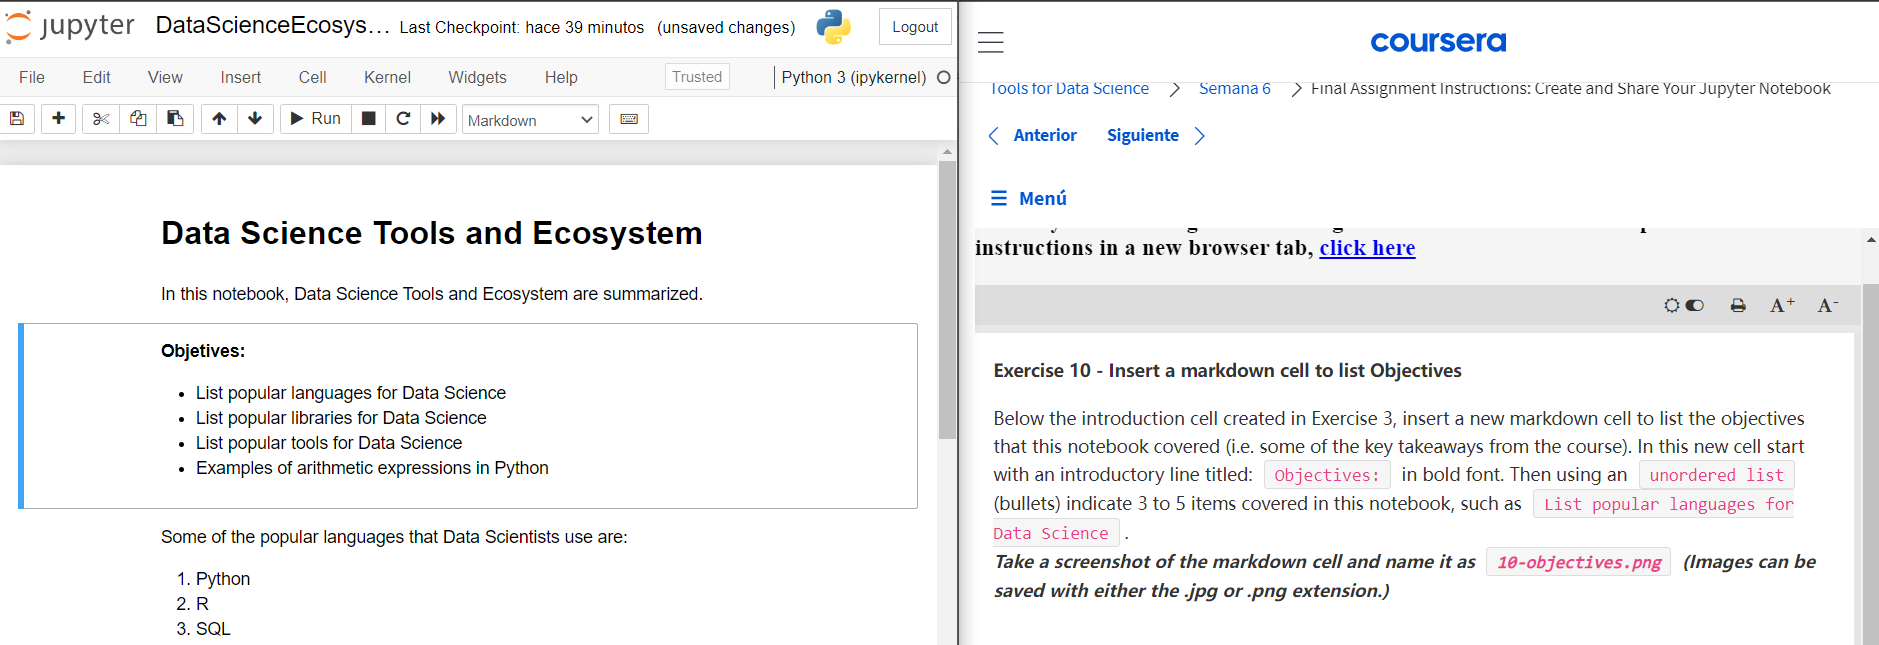 jupyter DataScienceEcosys... Last Checkpoint: hace 39 minutos (unsaved changes) Logout
File Edit View Insert Cell Kernel Widgets Help Trusted Python 3 (ipykernel)
Run Markdown
Data Science Tools and Ecosystem
In this notebook, Data Science Tools and Ecosystem are summarized.
Objetives:
• List popular languages for Data Science
• List popular libraries for Data Science
• List popular tools for Data Science
• Examples of arithmetic expressions in Python
Some of the popular languages that Data Scientists use are:
1. Python
2. R
3. SQL
coursera
Tools for Data Science > Semana 6 > Final Assignment Instructions: Create and Share Your Jupyter Notebook
Anterior Siguiente
Menú
instructions in a new browser tab, click here
A+ A-
Exercise 10 - Insert a markdown cell to list Objectives
Below the introduction cell created in Exercise 3, insert a new markdown cell to list the objectives
that this notebook covered (i.e. some of the key takeaways from the course). In this new cell start
with an introductory line titled: Objectives: in bold font. Then using an unordered list
(bullets) indicate 3 to 5 items covered in this notebook, such as List popular languages for
Data Science .
Take a screenshot of the markdown cell and name it as 10-objectives.png (Images can be
saved with either the .jpg or .png extension.)